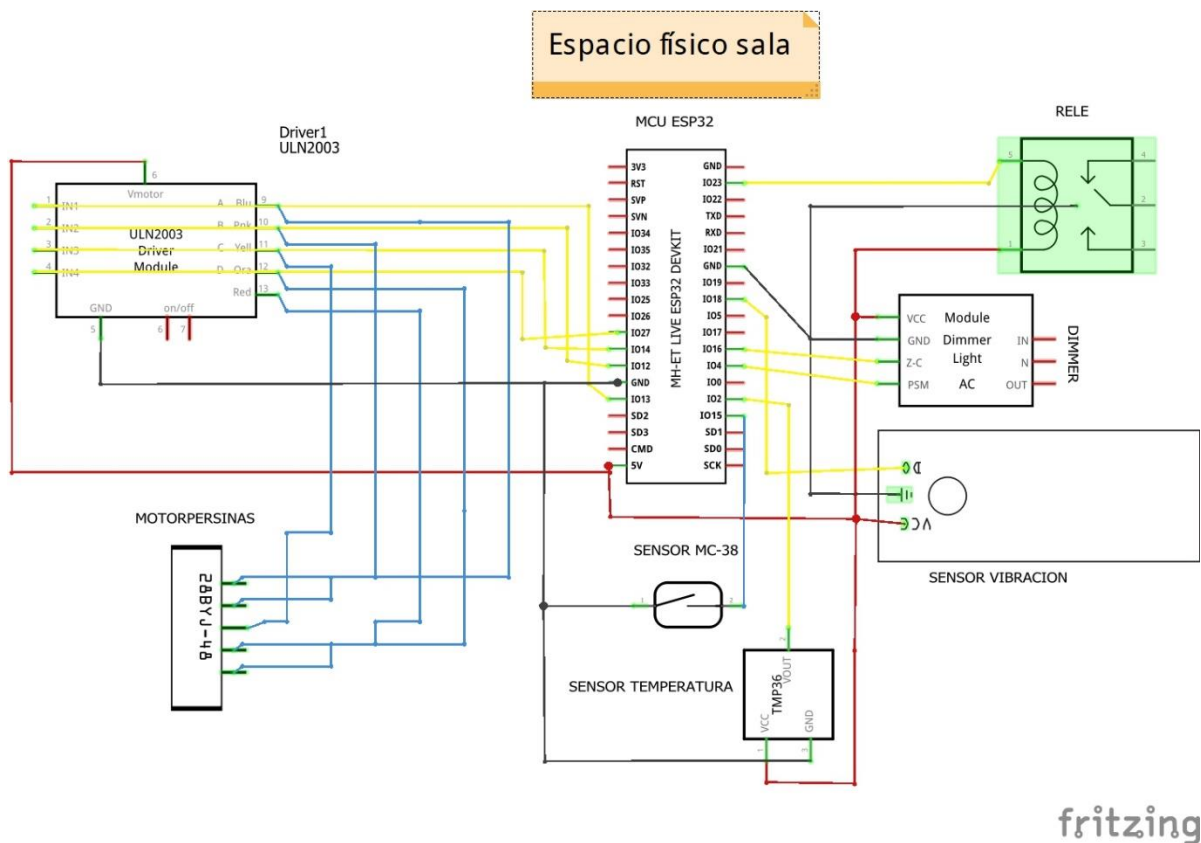 Espacio físico sala
MCU ESP32
RELE
Driver1
ULN2003
6
Vmotor
1 IN1
2 IN2
3 IN3
4 IN4
A Blu 9
B Pnk 10
C Yell 11
D Ora 12
Red 13
ULN2003
Driver
Module
GND
on/off
5
6
7
MH-ET LIVE ESP32 DEVKIT
3V3
RST
SVP
SVN
IO34
IO35
IO32
IO33
IO25
IO26
IO27
IO14
IO12
GND
IO13
SD2
SD3
CMD
5V
GND
IO23
IO22
TXD
RXD
IO21
GND
IO19
IO18
IO5
IO17
IO16
IO4
IO0
IO2
IO15
SD1
SD0
SCK
5
4
2
1
3
VCC
GND
Z-C
PSM
Module
Dimmer
Light
AC
IN
N
OUT
DIMMER
D
VC
SENSOR VIBRACION
MOTORPERSINAS
28BYJ-48
SENSOR MC-38
1
2
SENSOR TEMPERATURA
2
VOUT
TMP36
VCC
GND
1
3
fritzing